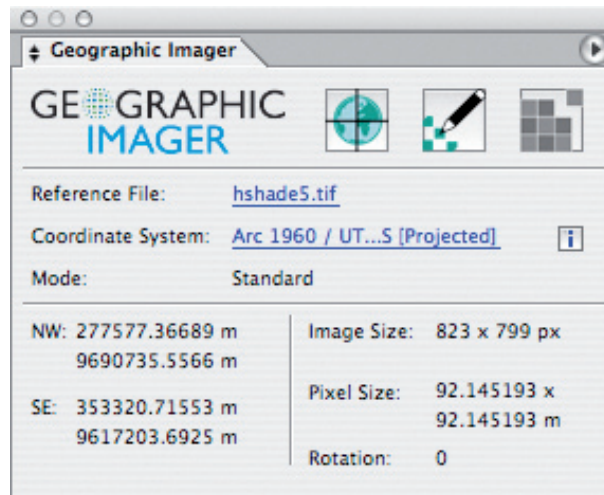 Geographic Imager
GEOGRAPHIC
IMAGER
Reference File: hshade5.tif
Coordinate System: Arc 1960 / UT...S [Projected]
Mode: Standard
NW: 277577.36689 m
9690735.5566 m
SE: 353320.71553 m
9617203.6925 m
Image Size: 823 x 799 px
Pixel Size: 92.145193 x
92.145193 m
Rotation: 0